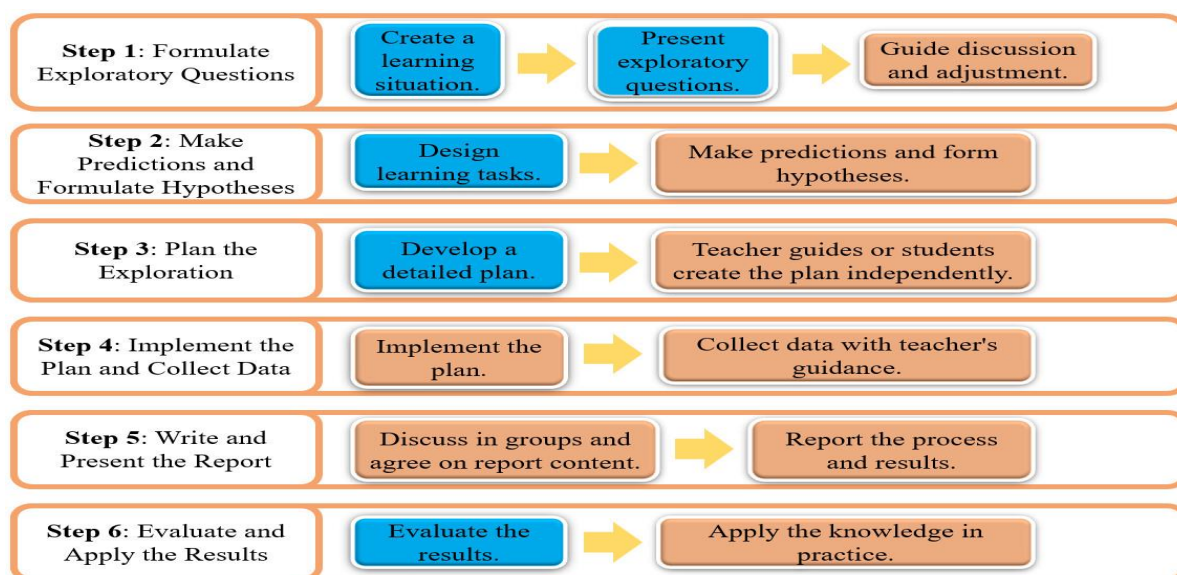 Step 1: Formulate
Exploratory Questions
Create a
learning
situation.
Present
exploratory
questions.
Guide discussion
and adjustment.
Step 2: Make
Predictions and
Formulate Hypotheses
Design
learning tasks.
Make predictions and form
hypotheses.
Step 3: Plan the
Exploration
Develop a
detailed plan.
Teacher guides or students
create the plan independently.
Step 4: Implement the
Plan and Collect Data
Implement the
plan.
Collect data with teacher's
guidance.
Step 5: Write and
Present the Report
Discuss in groups and
agree on report content.
Report the process
and results.
Step 6: Evaluate and
Apply the Results
Evaluate the
results.
Apply the knowledge in
practice.